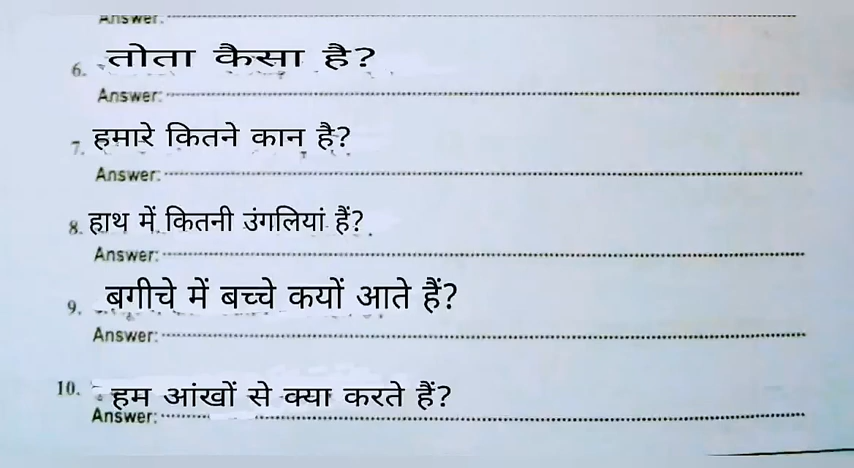 Answer:
6. तोता कैसा है?
Answer:
7. हमारे कितने कान है?
Answer:
8. हाथ में कितनी उंगलियां हैं?
Answer:
9. बगीचे में बच्चे कयों आते हैं?
Answer:
10. हम आंखों से क्या करते हैं?
Answer: